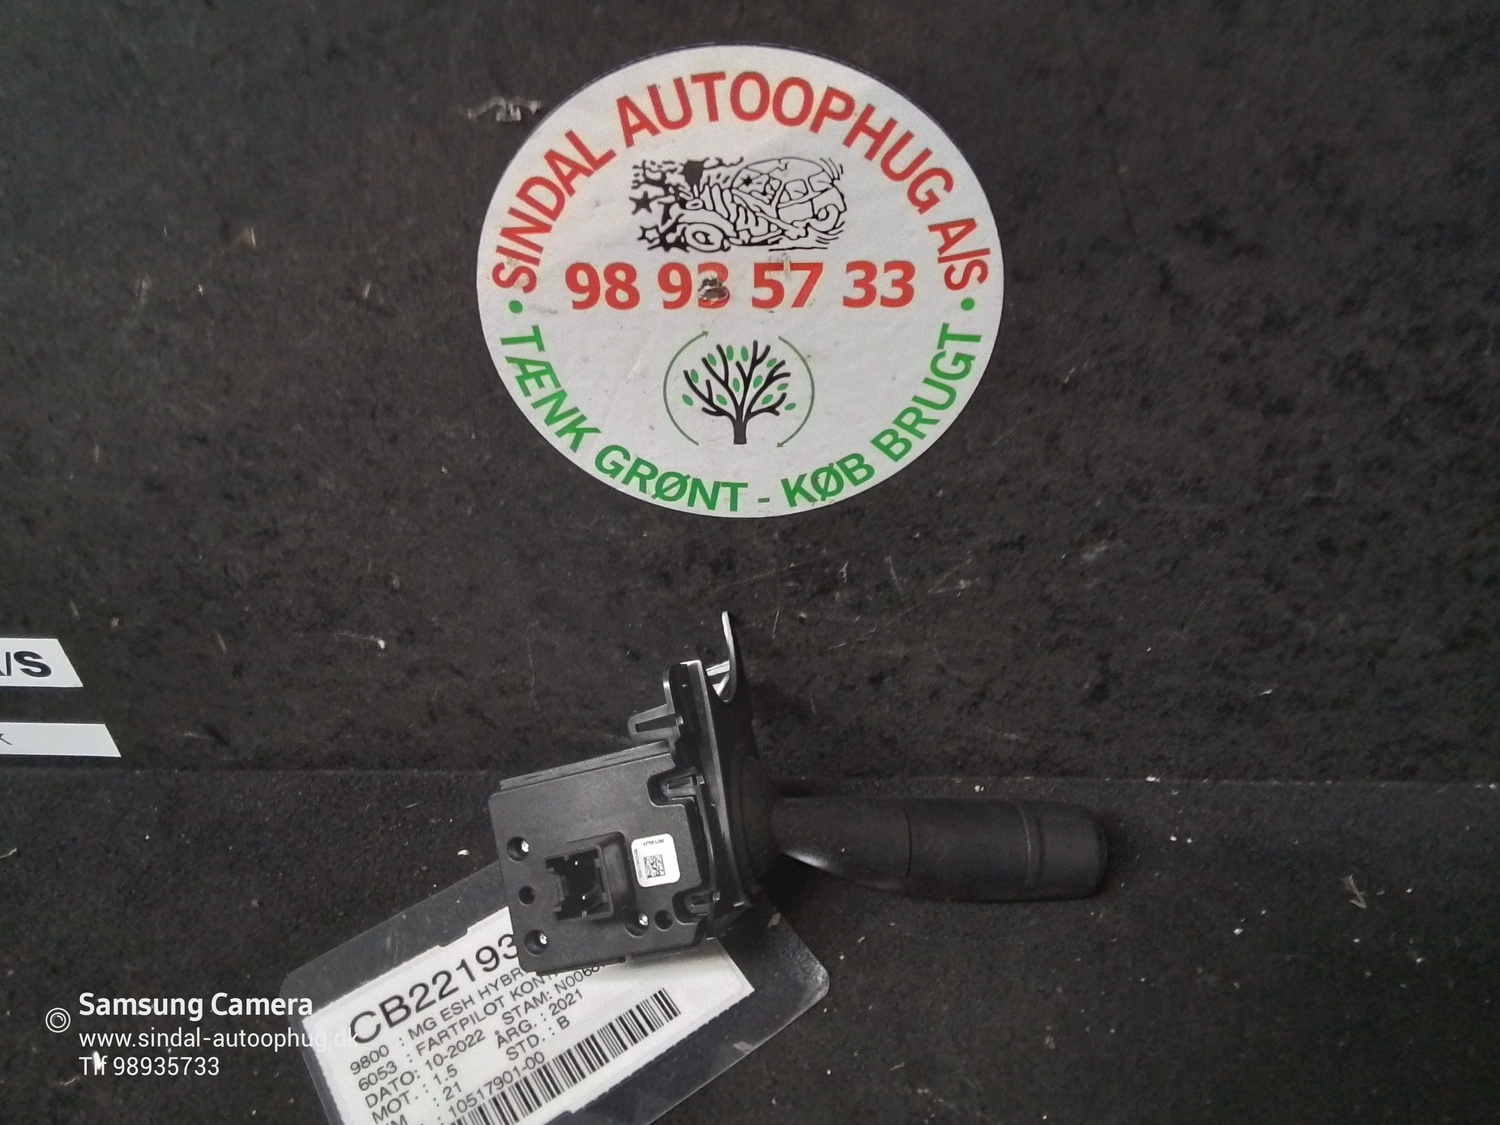 SINDAL AUTOOPHUG A/S
98 93 57 33
• TÆNK GRØNT - KØB BRUGT •
/S
CB22193
9800 : MG ESH HYBR
6053 : FARTPILOT KONT
DATO: 10-2022 STAM: N006
MOT. : 1.5 ÅRG. : 2021
: 21 STD. : B
: 10517901-00
Samsung Camera
www.sindal-autoophug.dk
Tlf 98935733